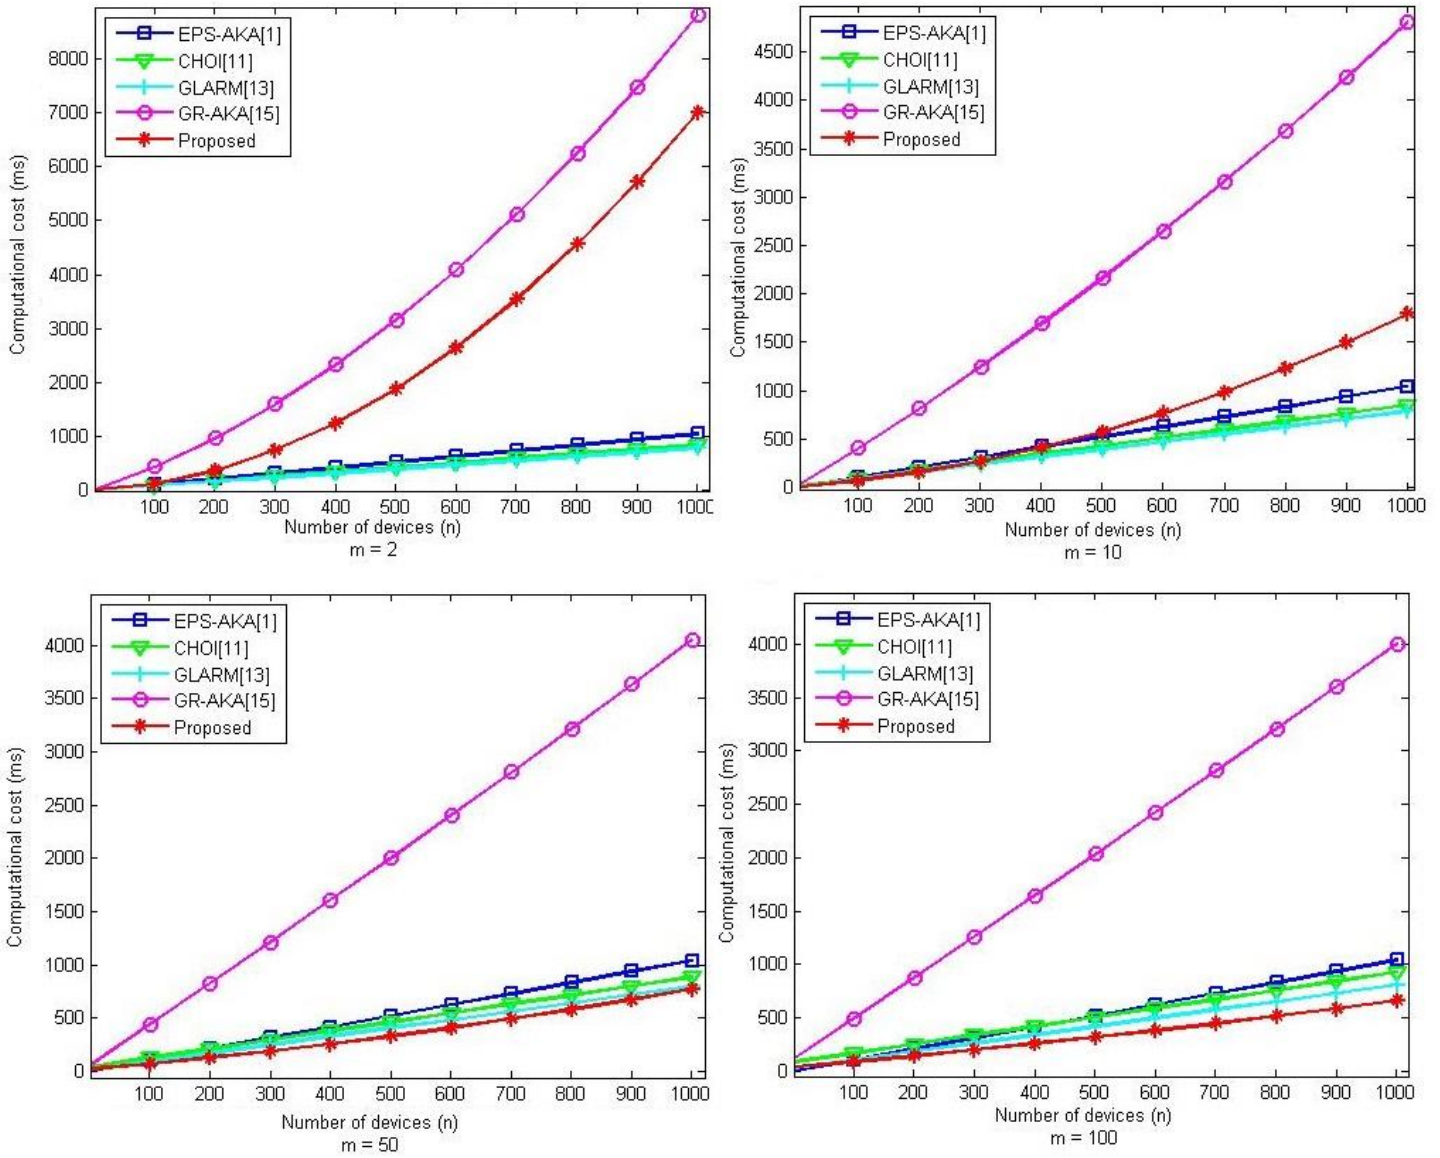 EPS-AKA[1]
CHOI[11]
GLARM[13]
GR-AKA[15]
Proposed
8000
7000
6000
5000
4000
3000
2000
1000
0
Computational cost (ms)
100 200 300 400 500 600 700 800 900 1000
Number of devices (n)
m = 2
EPS-AKA[1]
CHOI[11]
GLARM[13]
GR-AKA[15]
Proposed
4500
4000
3500
3000
2500
2000
1500
1000
500
0
Computational cost (ms)
100 200 300 400 500 600 700 800 900 1000
Number of devices (n)
m = 10
EPS-AKA[1]
CHOI[11]
GLARM[13]
GR-AKA[15]
Proposed
4000
3500
3000
2500
2000
1500
1000
500
0
Computational cost (ms)
100 200 300 400 500 600 700 800 900 1000
Number of devices (n)
m = 50
EPS-AKA[1]
CHOI[11]
GLARM[13]
GR-AKA[15]
Proposed
4000
3500
3000
2500
2000
1500
1000
500
0
Computational cost (ms)
100 200 300 400 500 600 700 800 900 1000
Number of devices (n)
m = 100